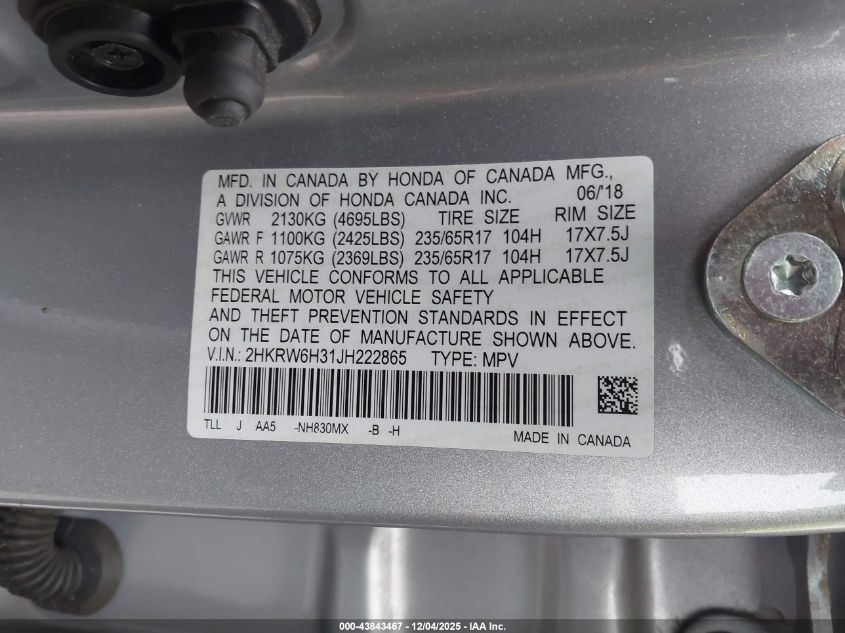 MFD. IN CANADA BY HONDA OF CANADA MFG.,
A DIVISION OF HONDA CANADA INC. 06/'18
GVWR 2130KG (4695LBS) TIRE SIZE RIM SIZE
GAWR F 1100KG (2425LBS) 235/65R17 104H 17X7.5J
GAWR R 1075KG (2369LBS) 235/65R17 104H 17X7.5J
THIS VEHICLE CONFORMS TO ALL APPLICABLE
FEDERAL MOTOR VEHICLE SAFETY
AND THEFT PREVENTION STANDARDS IN EFFECT
ON THE DATE OF MANUFACTURE SHOWN ABOVE.
V.I.N.: 2HKRW6H31JH222865 TYPE: MPV
TLL J AA5 -NH830MX -B -H
MADE IN CANADA
000-43843467 - 12/04/2025 - IAA Inc.